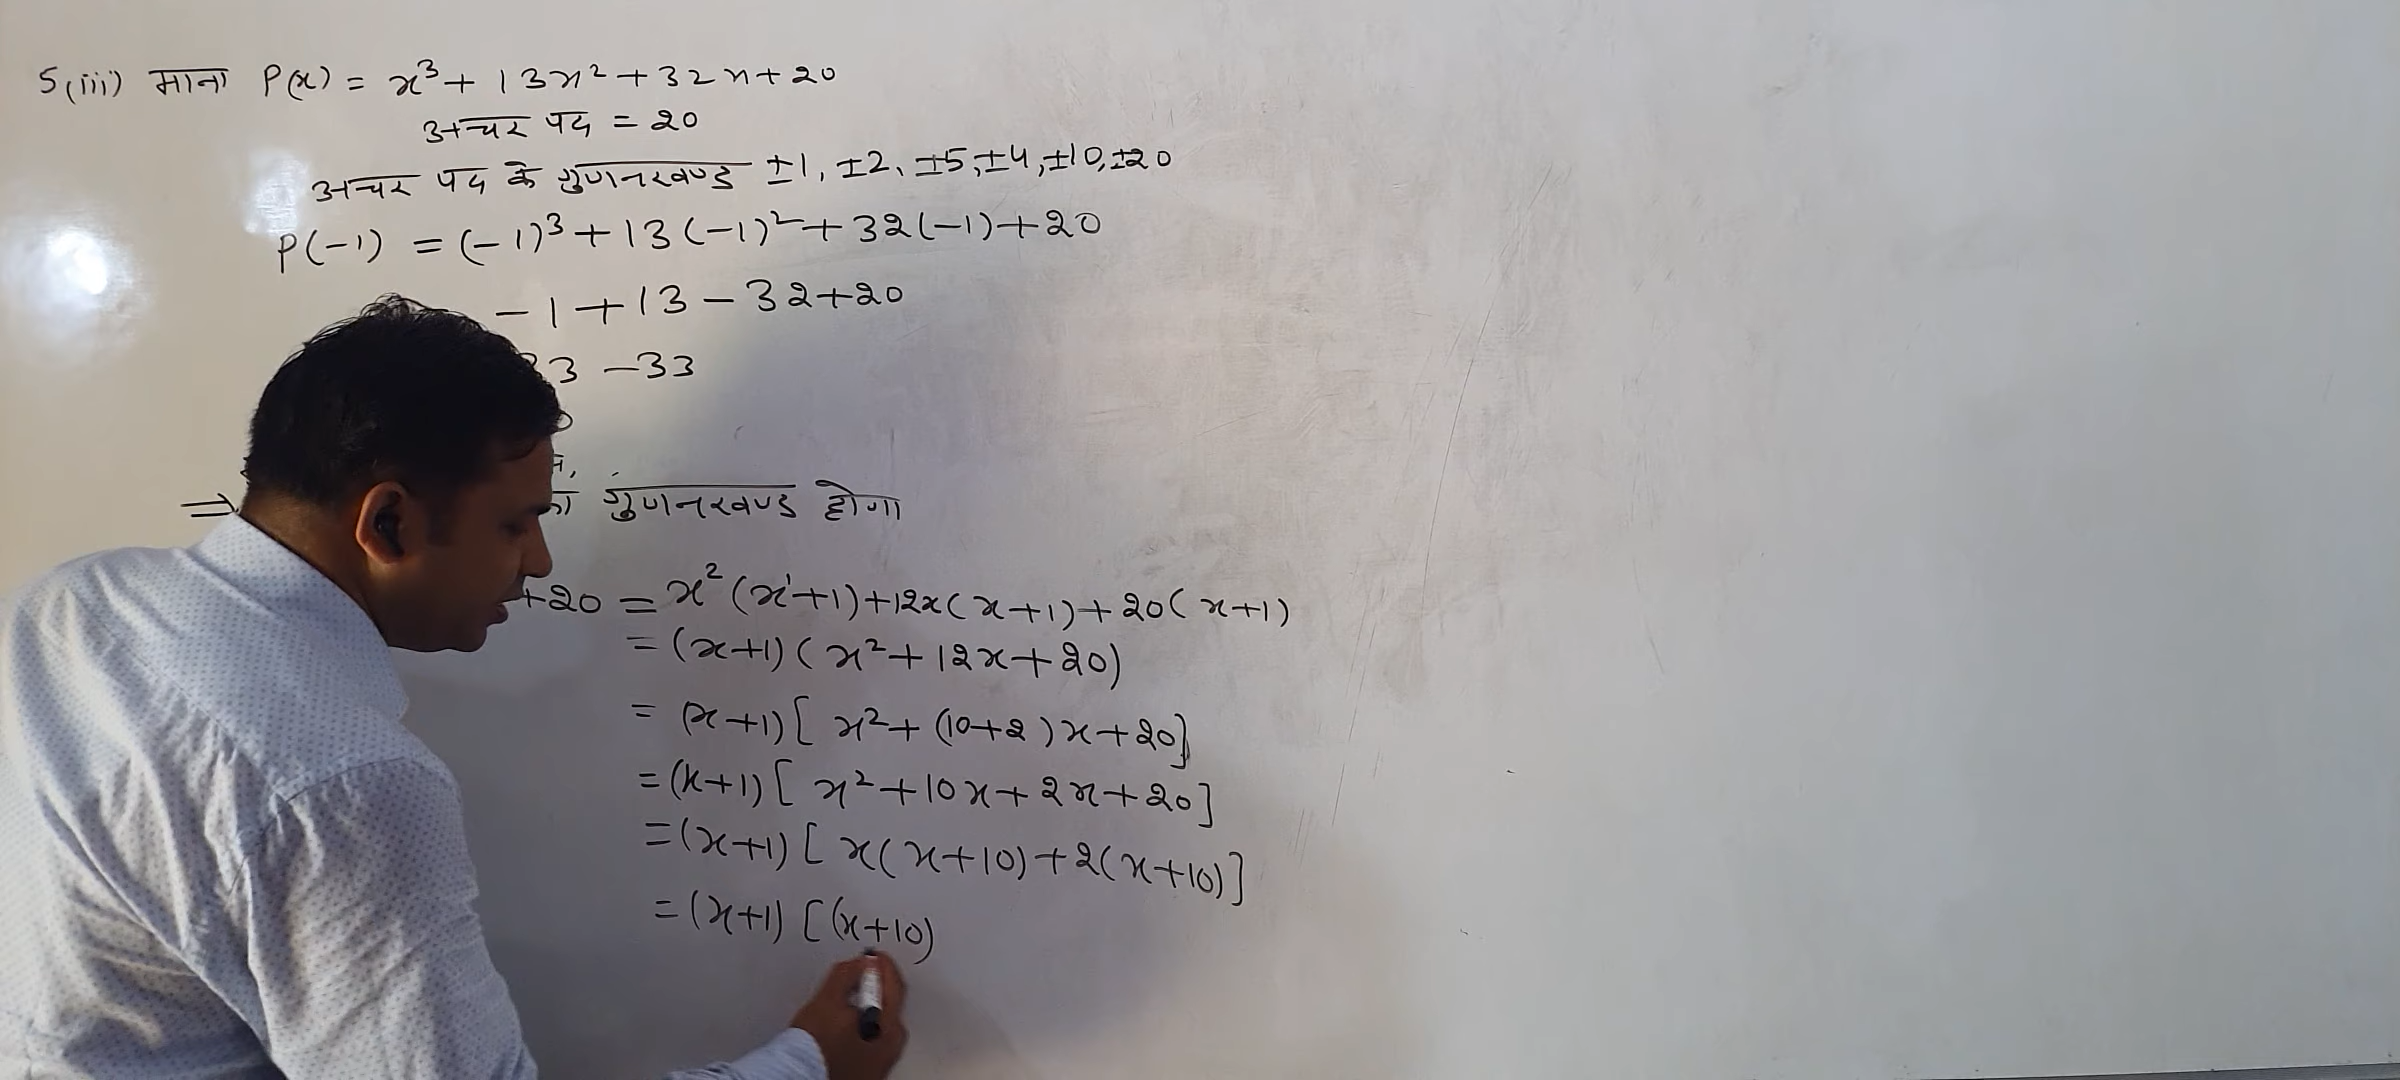 5(iii) माना P(x) = x³ + 13x² + 32x + 20
अचर पद = 20
अचर पद के गुणनखण्ड ±1, ±2, ±5, ±4, ±10, ±20
P(-1) = (-1)³ + 13(-1)² + 32(-1) + 20
-1 + 13 - 32 + 20
33 - 33
0
⇒ का गुणनखण्ड होगा
+20 = x²(x+1) + 12x(x+1) + 20(x+1)
= (x+1)(x² + 12x + 20)
= (x+1)[x² + (10+2)x + 20]
= (x+1)[x² + 10x + 2x + 20]
= (x+1)[x(x+10) + 2(x+10)]
= (x+1)[(x+10)